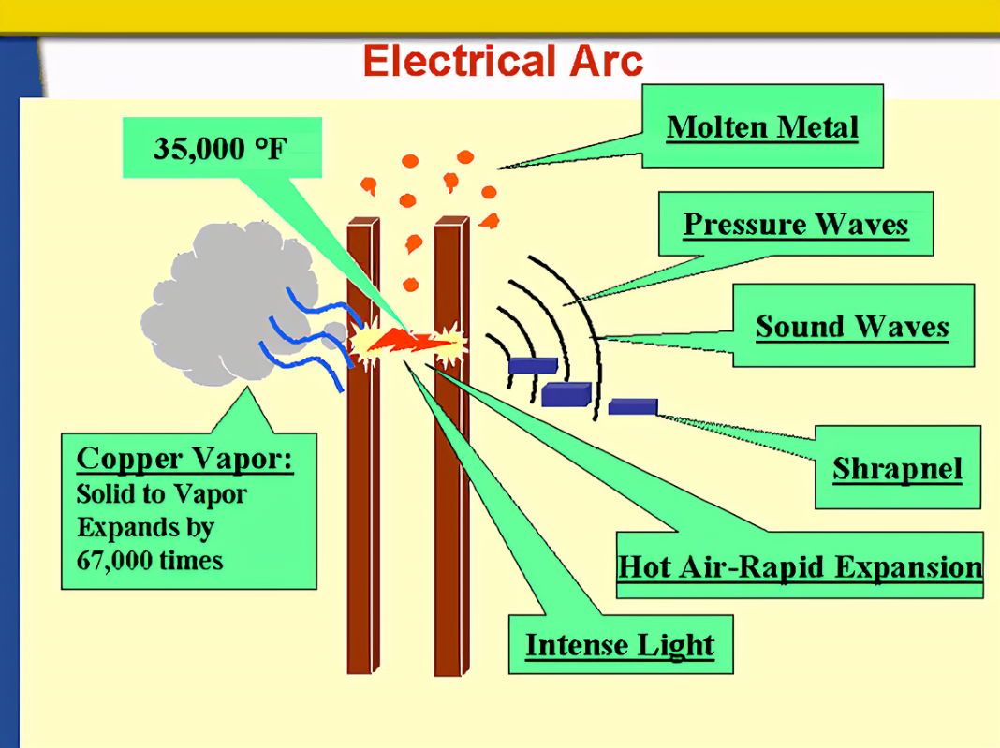 Electrical Arc
35,000 °F
Molten Metal
Pressure Waves
Sound Waves
Shrapnel
Copper Vapor:
Solid to Vapor
Expands by
67,000 times
Hot Air-Rapid Expansion
Intense Light